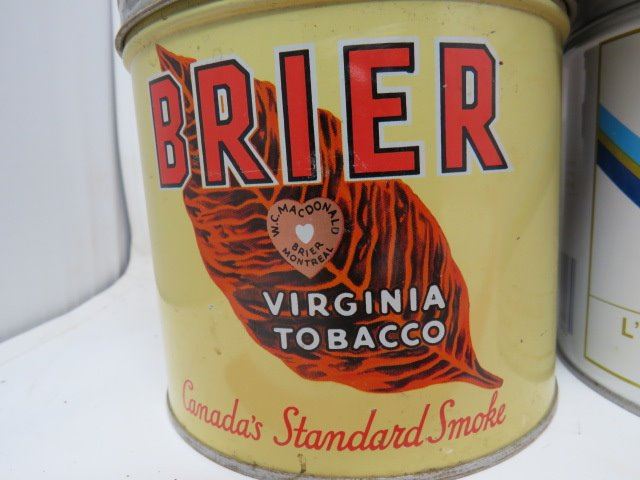 BRIER
W.C. MACDONALD
BRIER
MONTREAL
VIRGINIA
TOBACCO
Canada's Standard Smoke
L'